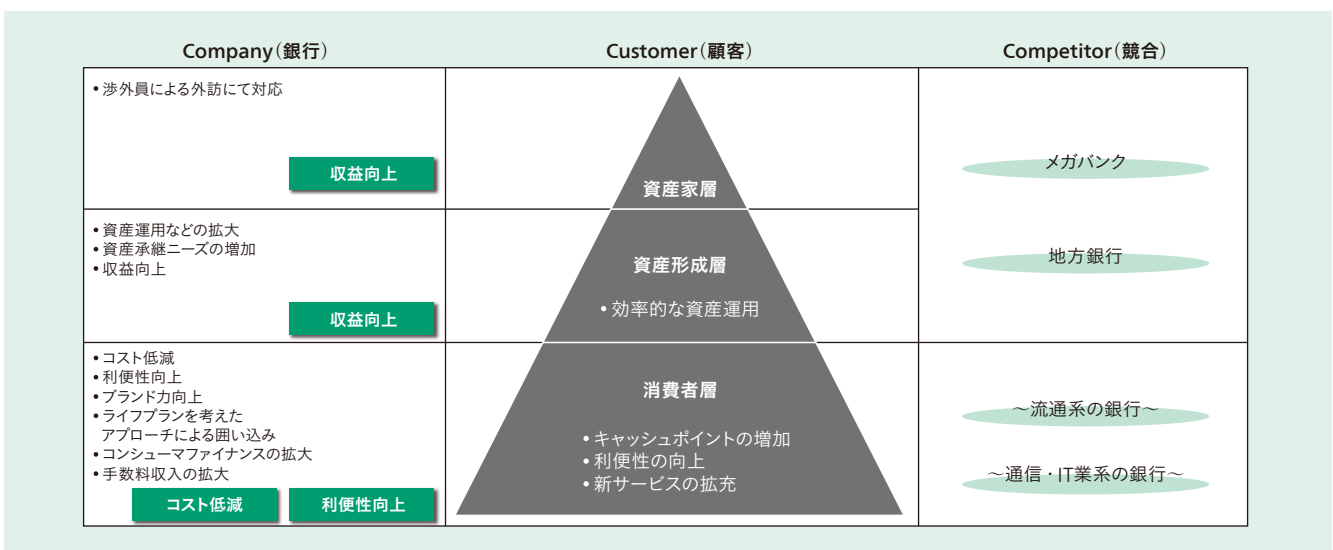 Company（銀行）
Customer（顧客）
Competitor（競合）
•渉外員による外訪にて対応
収益向上
資産家層
メガバンク
•資産運用などの拡大
•資産承継ニーズの増加
•収益向上
収益向上
資産形成層
•効率的な資産運用
地方銀行
•コスト低減
•利便性向上
•ブランド力向上
•ライフプランを考えた
アプローチによる囲い込み
•コンシューマファイナンスの拡大
•手数料収入の拡大
コスト低減
利便性向上
消費者層
•キャッシュポイントの増加
•利便性の向上
•新サービスの拡充
～流通系の銀行～
～通信・IT業系の銀行～